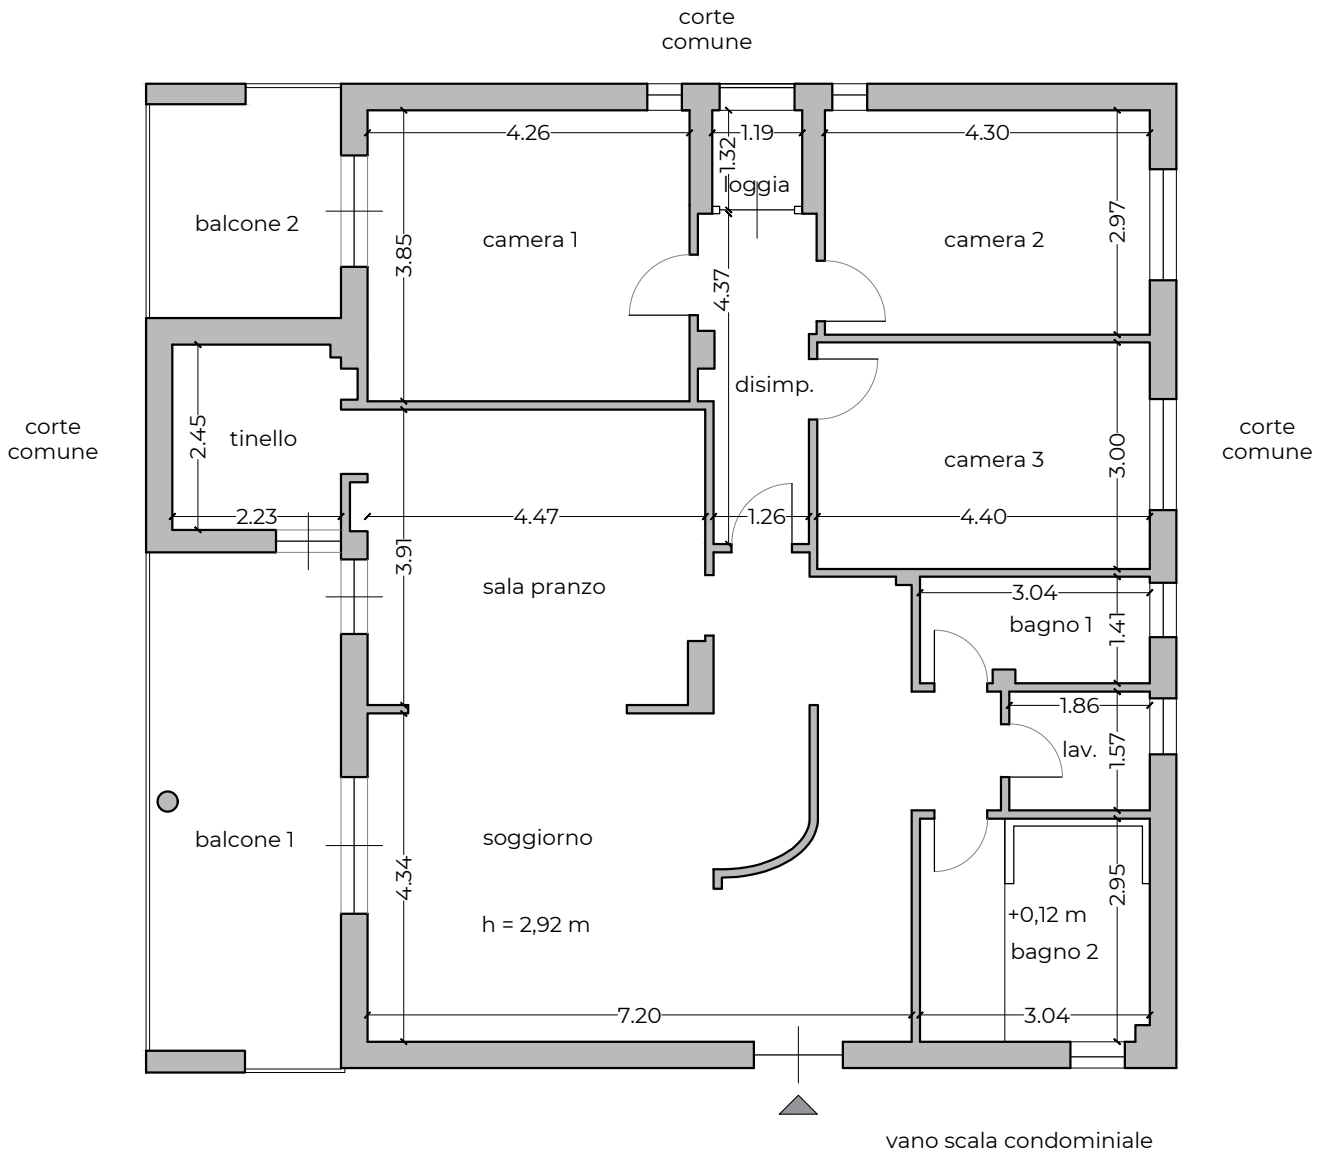 corte
comune
4.26
1.19
4.30
1.32
loggia
balcone 2
camera 1
camera 2
2.97
3.85
4.37
disimp.
corte
comune
2.45
tinello
camera 3
3.00
corte
comune
2.23
4.47
1.26
4.40
3.91
sala pranzo
3.04
bagno 1
1.41
1.86
lav.
1.57
balcone 1
soggiorno
4.34
2.95
h = 2,92 m
+0,12 m
bagno 2
7.20
3.04
vano scala condominiale